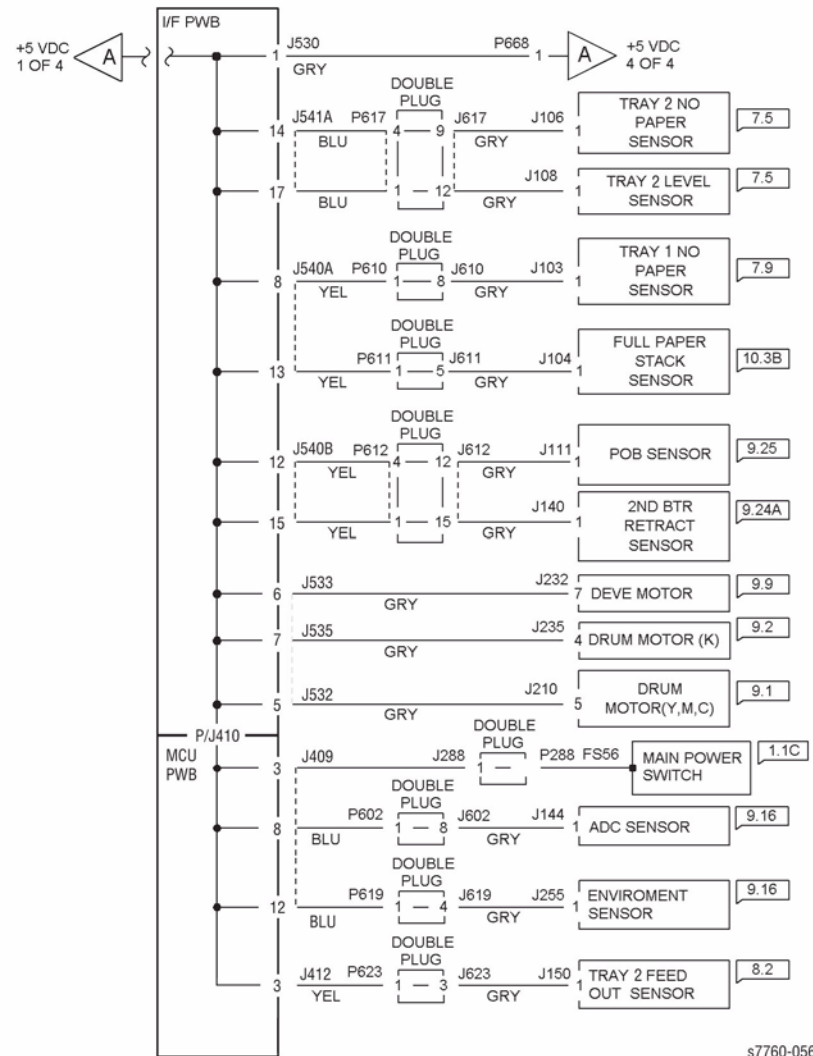 I/F PWB
+5 VDC
1 OF 4
A
1
J530
GRY
P668
1
A
+5 VDC
4 OF 4
DOUBLE
PLUG
14
J541A
BLU
P617
4
9
J617
GRY
J106
1
TRAY 2 NO
PAPER
SENSOR
7.5
17
BLU
1
12
GRY
J108
1
TRAY 2 LEVEL
SENSOR
7.5
DOUBLE
PLUG
8
J540A
YEL
P610
1
8
J610
GRY
J103
1
TRAY 1 NO
PAPER
SENSOR
7.9
DOUBLE
PLUG
13
YEL
P611
1
5
J611
GRY
J104
1
FULL PAPER
STACK
SENSOR
10.3B
DOUBLE
PLUG
12
J540B
YEL
P612
4
12
J612
GRY
J111
1
POB SENSOR
9.25
15
YEL
1
15
GRY
J140
1
2ND BTR
RETRACT
SENSOR
9.24A
6
J533
GRY
J232
7
DEVE MOTOR
9.9
7
J535
GRY
J235
4
DRUM MOTOR (K)
9.2
5
J532
GRY
J210
5
DRUM
MOTOR(Y,M,C)
9.1
P/J410
MCU
PWB
DOUBLE
PLUG
3
J409
J288
1
P288
FS56
MAIN POWER
SWITCH
1.1C
DOUBLE
PLUG
8
BLU
P602
1
8
J602
GRY
J144
1
ADC SENSOR
9.16
DOUBLE
PLUG
12
BLU
P619
1
4
J619
GRY
J255
1
ENVIROMENT
SENSOR
9.16
DOUBLE
PLUG
3
J412
YEL
P623
1
3
J623
GRY
J150
1
TRAY 2 FEED
OUT SENSOR
8.2
s7760-056